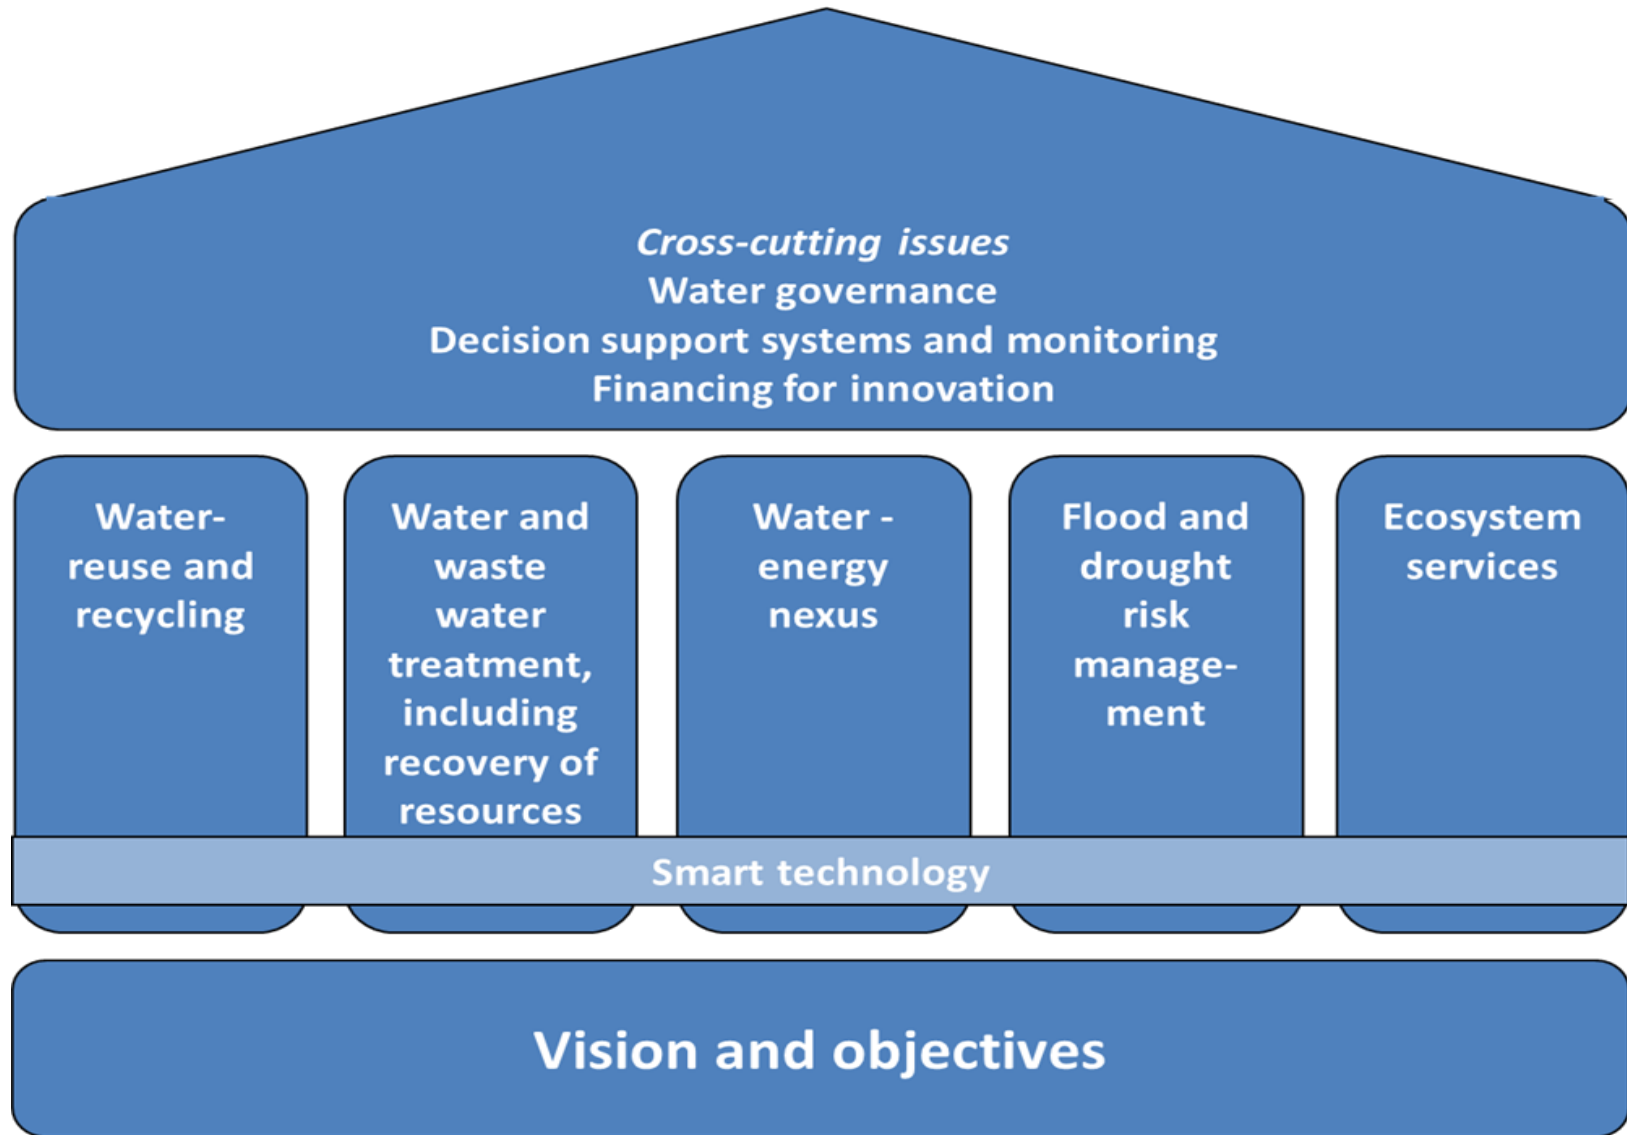 Cross-cutting issues
Water governance
Decision support systems and monitoring
Financing for innovation
Water-
reuse and
recycling
Water and
waste
water
treatment,
including
recovery of
resources
Water -
energy
nexus
Flood and
drought
risk
manage-
ment
Ecosystem
services
Smart technology
Vision and objectives